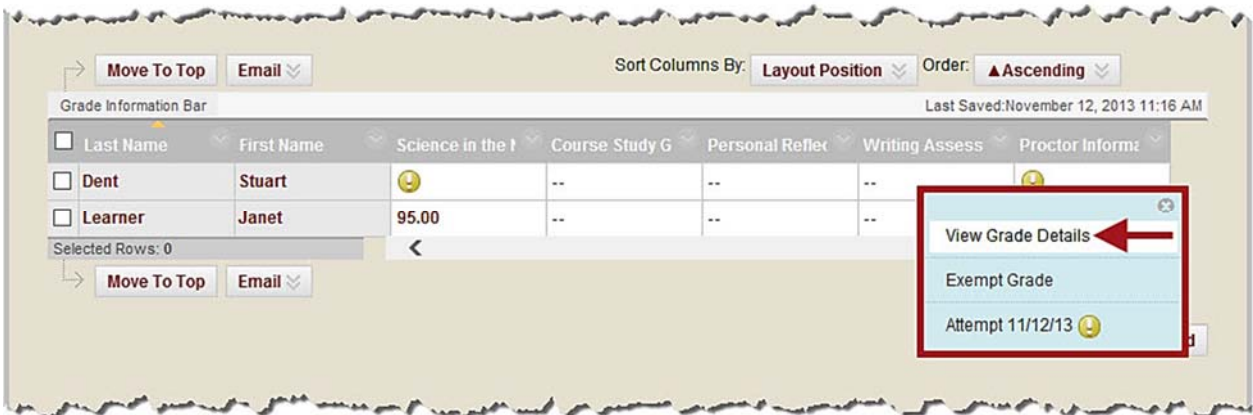 Move To Top Email Sort Columns By: Layout Position Order: ▲Ascending
Grade Information Bar Last Saved:November 12, 2013 11:16 AM
Last Name First Name Science in the Course Study G Personal Reflec Writing Assess Proctor Informa
Dent Stuart -- -- --
Learner Janet 95.00 -- -- --
Selected Rows: 0
Move To Top Email
View Grade Details
Exempt Grade
Attempt 11/12/13